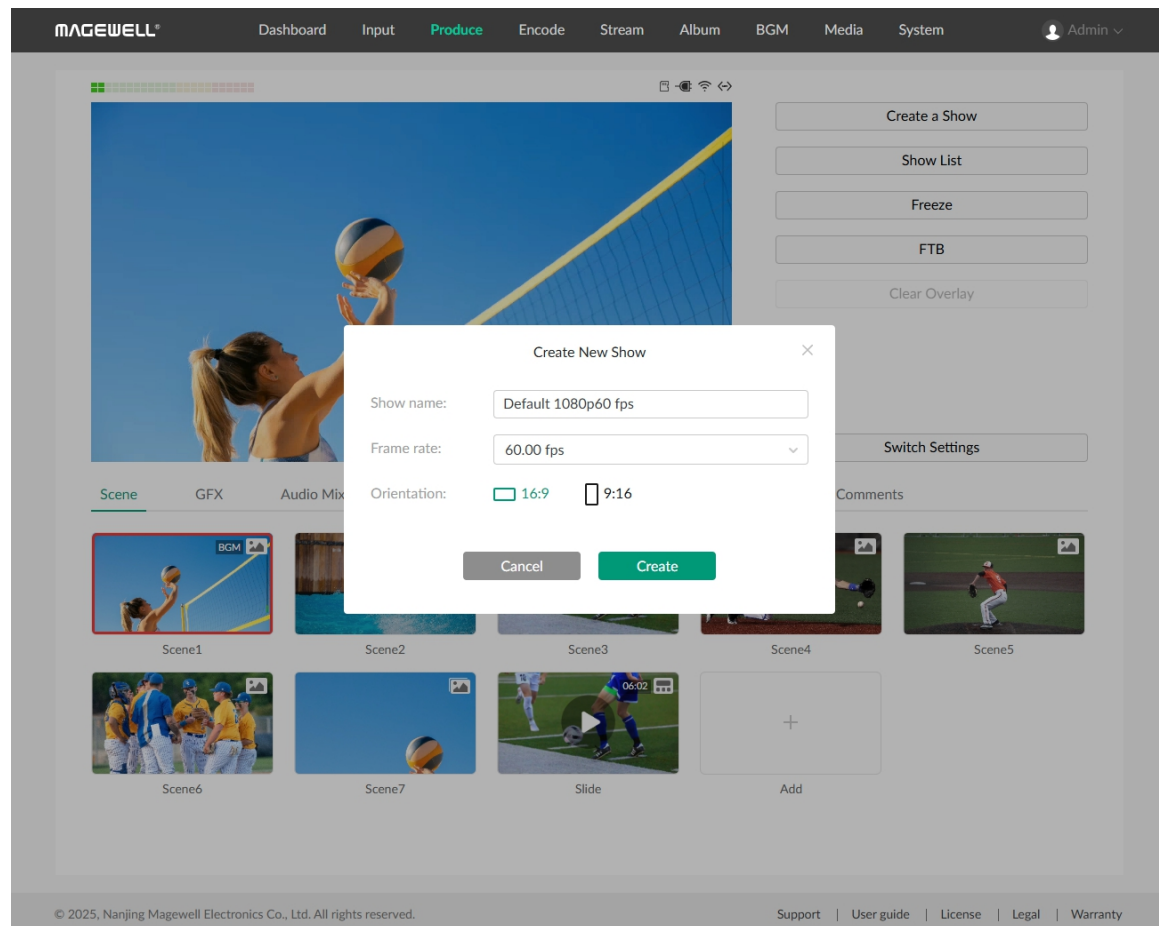 MAGEWELL®
Dashboard Input Produce Encode Stream Album BGM Media System Admin
Create a Show
Show List
Freeze
FTB
Clear Overlay
Create New Show
Show name: Default 1080p60 fps
Frame rate: 60.00 fps
Orientation: 16:9 9:16
Cancel Create
Switch Settings
Scene GFX Audio Mix Comments
BGM
Scene1 Scene2 Scene3 Scene4 Scene5
06:02
Scene6 Scene7 Slide Add
© 2025, Nanjing Magewell Electronics Co., Ltd. All rights reserved.
Support | User guide | License | Legal | Warranty